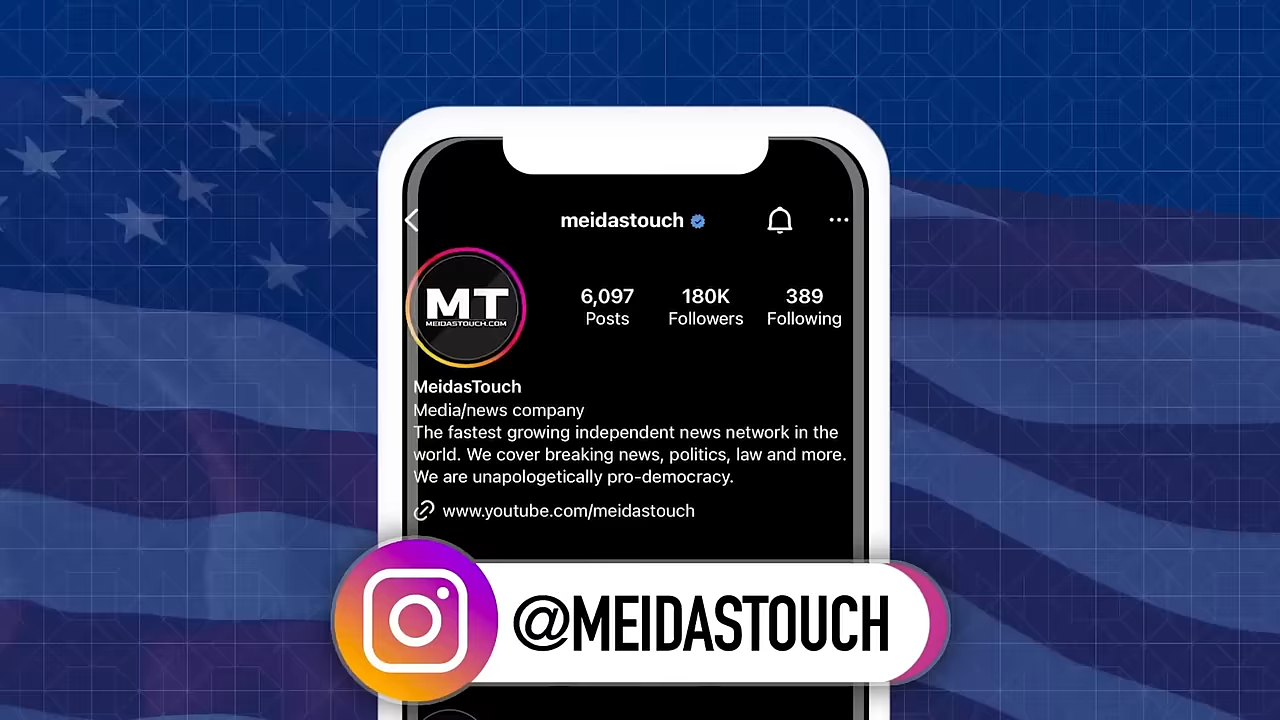 meidastouch
MT
MEIDASTOUCH.COM
6,097 180K 389
Posts Followers Following
MeidasTouch
Media/news company
The fastest growing independent news network in the
world. We cover breaking news, politics, law and more.
We are unapologetically pro-democracy.
www.youtube.com/meidastouch
@MEIDASTOUCH